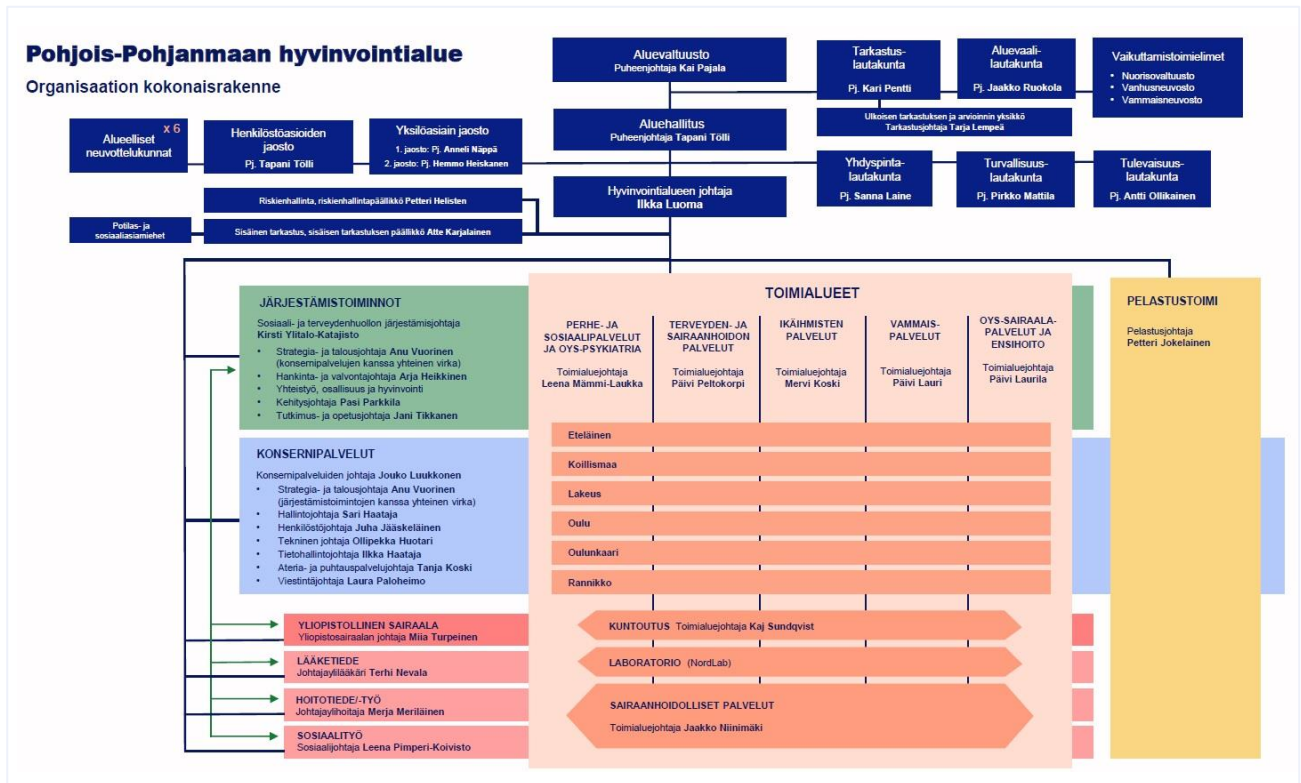 Pohjois-Pohjanmaan hyvinvointialue
Organisaation kokonaisrakenne
Aluevaltuusto
Puheenjohtaja Kai Pajala
Tarkastus-
lautakunta
Pj. Kari Pentti
Aluevaali-
lautakunta
Pj. Jaakko Ruokola
Vaikuttamistoimielimet
• Nuorisovaltuusto
• Vanhusneuvosto
• Vammaisneuvosto
Ulkoisen tarkastuksen ja arvioinnin yksikkö
Tarkastusjohtaja Tarja Lempeä
x 6
Alueelliset
neuvottelukunnat
Henkilöstöasioiden
jaosto
Pj. Tapani Tölli
Yksilöasiain jaosto
1. jaosto: Pj. Anneli Näppä
2. jaosto: Pj. Hemmo Heiskanen
Aluehallitus
Puheenjohtaja Tapani Tölli
Yhdyspinta-
lautakunta
Pj. Sanna Laine
Turvallisuus-
lautakunta
Pj. Pirkko Mattila
Tulevaisuus-
lautakunta
Pj. Antti Ollikainen
Hyvinvointialueen johtaja
Ilkka Luoma
Riskienhallinta, riskienhallintapäällikkö Petteri Helisten
Potilas- ja
sosiaaliasiamiehet
Sisäinen tarkastus, sisäisen tarkastuksen päällikkö Atte Karjalainen
JÄRJESTÄMISTOIMINNOT
Sosiaali- ja terveydenhuollon järjestämisjohtaja
Kirsti Ylitalo-Katajisto
• Strategia- ja talousjohtaja Anu Vuorinen
(konsernipalvelujen kanssa yhteinen virka)
• Hankinta- ja valvontajohtaja Arja Heikkinen
• Yhteistyö, osallisuus ja hyvinvointi
• Kehitysjohtaja Pasi Parkkila
• Tutkimus- ja opetusjohtaja Jani Tikkanen
KONSERNIPALVELUT
Konsernipalveluiden johtaja Jouko Luukkonen
• Strategia- ja talousjohtaja Anu Vuorinen
(järjestämistoimintojen kanssa yhteinen virka)
• Hallintojohtaja Sari Haataja
• Henkilöstöjohtaja Juha Jääskeläinen
• Tekninen johtaja Ollipekka Huotari
• Tietohallintojohtaja Ilkka Haataja
• Ateria- ja puhtauspalvelujohtaja Tanja Koski
• Viestintäjohtaja Laura Paloheimo
YLIOPISTOLLINEN SAIRAALA
Yliopistosairaalan johtaja Miia Turpeinen
LÄÄKETIEDE
Johtajaylilääkäri Terhi Nevala
HOITOTIEDE/-TYÖ
Johtajaylihoitaja Merja Meriläinen
SOSIAALITYÖ
Sosiaalijohtaja Leena Pimperi-Koivisto
TOIMIALUEET
PERHE- JA
SOSIAALIPALVELUT
JA OYS-PSYKIATRIA
Toimialuejohtaja
Leena Mämmi-Laukka
TERVEYDEN- JA
SAIRAANHOIDON
PALVELUT
Toimialuejohtaja
Päivi Peltokorpi
IKÄIHMISTEN
PALVELUT
Toimialuejohtaja
Mervi Koski
VAMMAIS-
PALVELUT
Toimialuejohtaja
Päivi Lauri
OYS-SAIRAALA-
PALVELUT JA
ENSIHOITO
Toimialuejohtaja
Päivi Laurila
Eteläinen
Koillismaa
Lakeus
Oulu
Oulunkaari
Rannikko
KUNTOUTUS Toimialuejohtaja Kaj Sundqvist
LABORATORIO (NordLab)
SAIRAANHOIDOLLISET PALVELUT
Toimialuejohtaja Jaakko Niinimäki
PELASTUSTOIMI
Pelastusjohtaja
Petteri Jokelainen